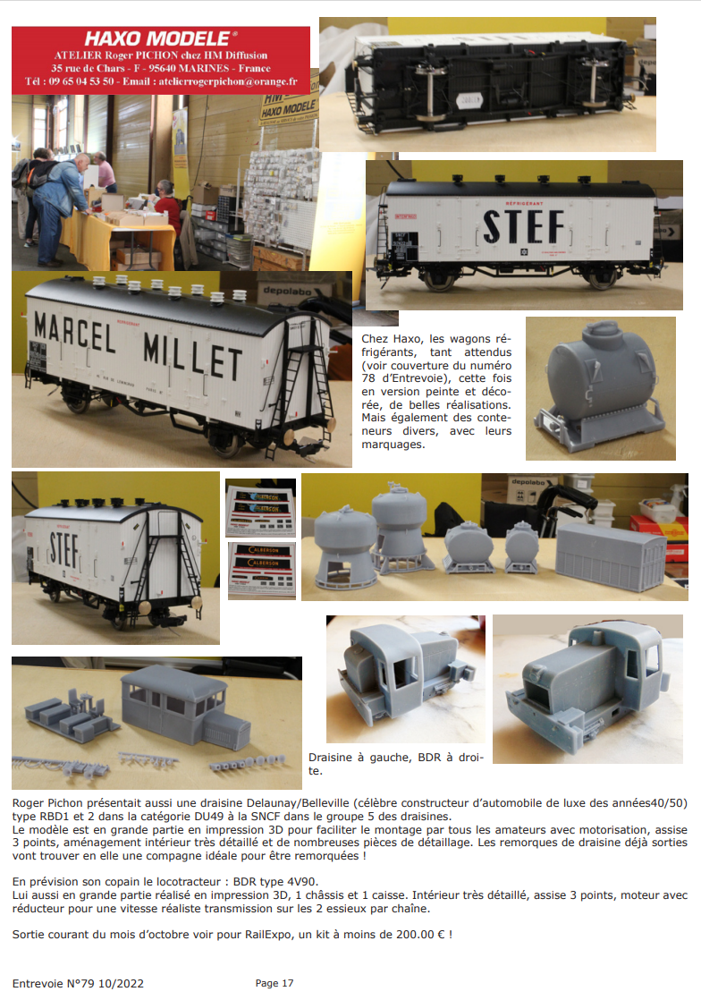 HAXO MODELE®
ATELIER Roger PICHON chez HM Diffusion
35 rue de Chars - F - 95640 MARINES - France
Tél : 09 65 04 53 50 - Email : atelierrogerpichon@orange.fr
HM
HAXO MODELE
RÉFRIGÉRANT
STEF
depolabo
RÉFRIGÉRANT
MARCEL MILLET
Chez Haxo, les wagons ré-
frigérants, tant attendus
(voir couverture du numéro
78 d’Entrevoie), cette fois
en version peinte et déco-
rée, de belles réalisations.
Mais également des conte-
neurs divers, avec leurs
marquages.
STEF
CALBERSON
CALBERSON
depolabo
Draisine à gauche, BDR à droi-
te.
Roger Pichon présentait aussi une draisine Delaunay/Belleville (célèbre constructeur d’automobile de luxe des années40/50)
type RBD1 et 2 dans la catégorie DU49 à la SNCF dans le groupe 5 des draisines.
Le modèle est en grande partie en impression 3D pour faciliter le montage par tous les amateurs avec motorisation, assise
3 points, aménagement intérieur très détaillé et de nombreuses pièces de détaillage. Les remorques de draisine déjà sorties
vont trouver en elle une compagne idéale pour être remorquées !
En prévision son copain le locotracteur : BDR type 4V90.
Lui aussi en grande partie réalisé en impression 3D, 1 châssis et 1 caisse. Intérieur très détaillé, assise 3 points, moteur avec
réducteur pour une vitesse réaliste transmission sur les 2 essieux par chaîne.
Sortie courant du mois d’octobre voir pour RailExpo, un kit à moins de 200.00 € !
Entrevoie N°79 10/2022
Page 17